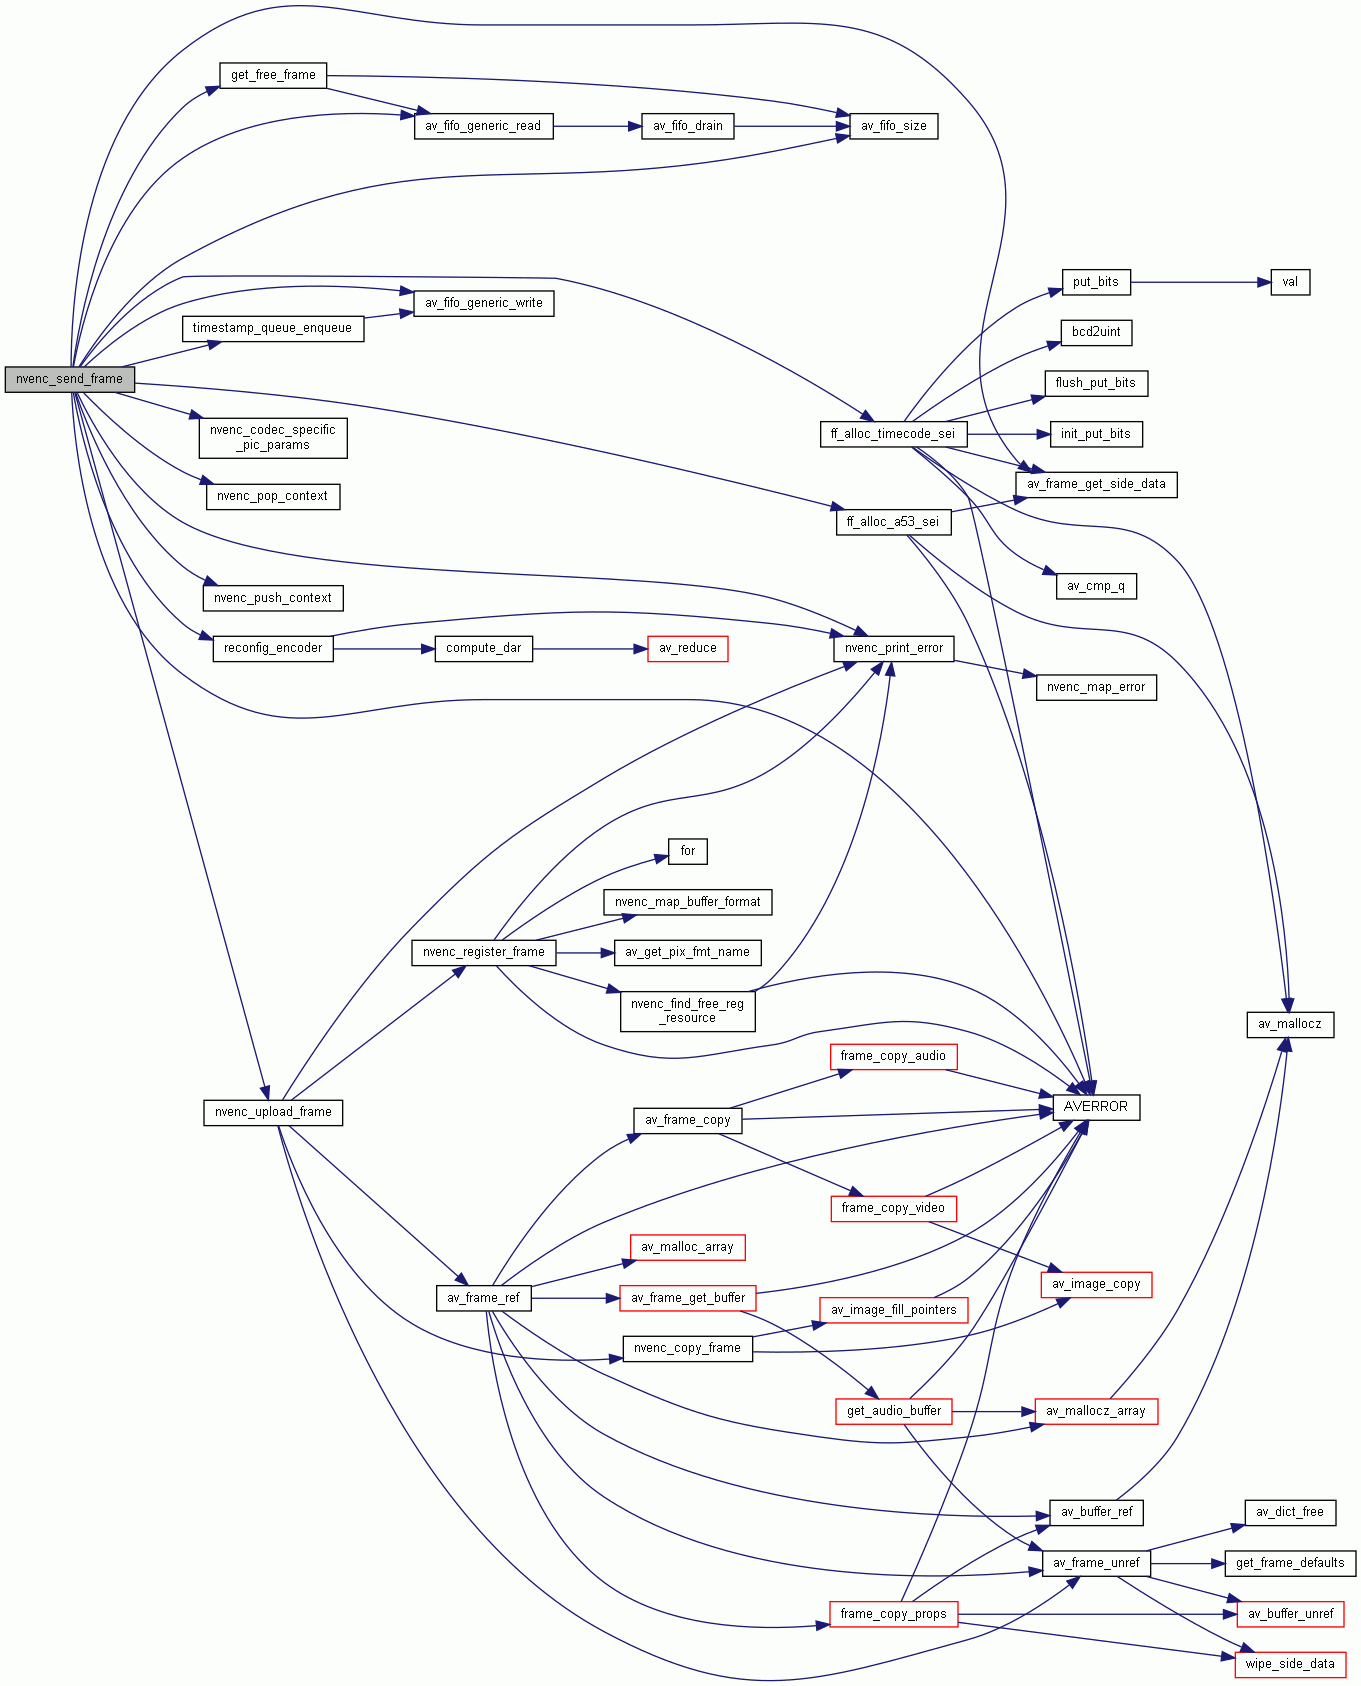 get_free_frame
av_fifo_generic_read
av_fifo_drain
av_fifo_size
put_bits
val
av_fifo_generic_write
timestamp_queue_enqueue
bcd2uint
nvenc_send_frame
flush_put_bits
nvenc_codec_specific
_pic_params
ff_alloc_timecode_sei
init_put_bits
av_frame_get_side_data
nvenc_pop_context
ff_alloc_a53_sei
av_cmp_q
nvenc_push_context
reconfig_encoder
compute_dar
av_reduce
nvenc_print_error
nvenc_map_error
for
nvenc_map_buffer_format
nvenc_register_frame
av_get_pix_fmt_name
nvenc_find_free_reg
_resource
av_mallocz
frame_copy_audio
AVERROR
nvenc_upload_frame
av_frame_copy
frame_copy_video
av_malloc_array
av_image_copy
av_frame_ref
av_frame_get_buffer
av_image_fill_pointers
nvenc_copy_frame
get_audio_buffer
av_mallocz_array
av_buffer_ref
av_dict_free
av_frame_unref
get_frame_defaults
frame_copy_props
av_buffer_unref
wipe_side_data